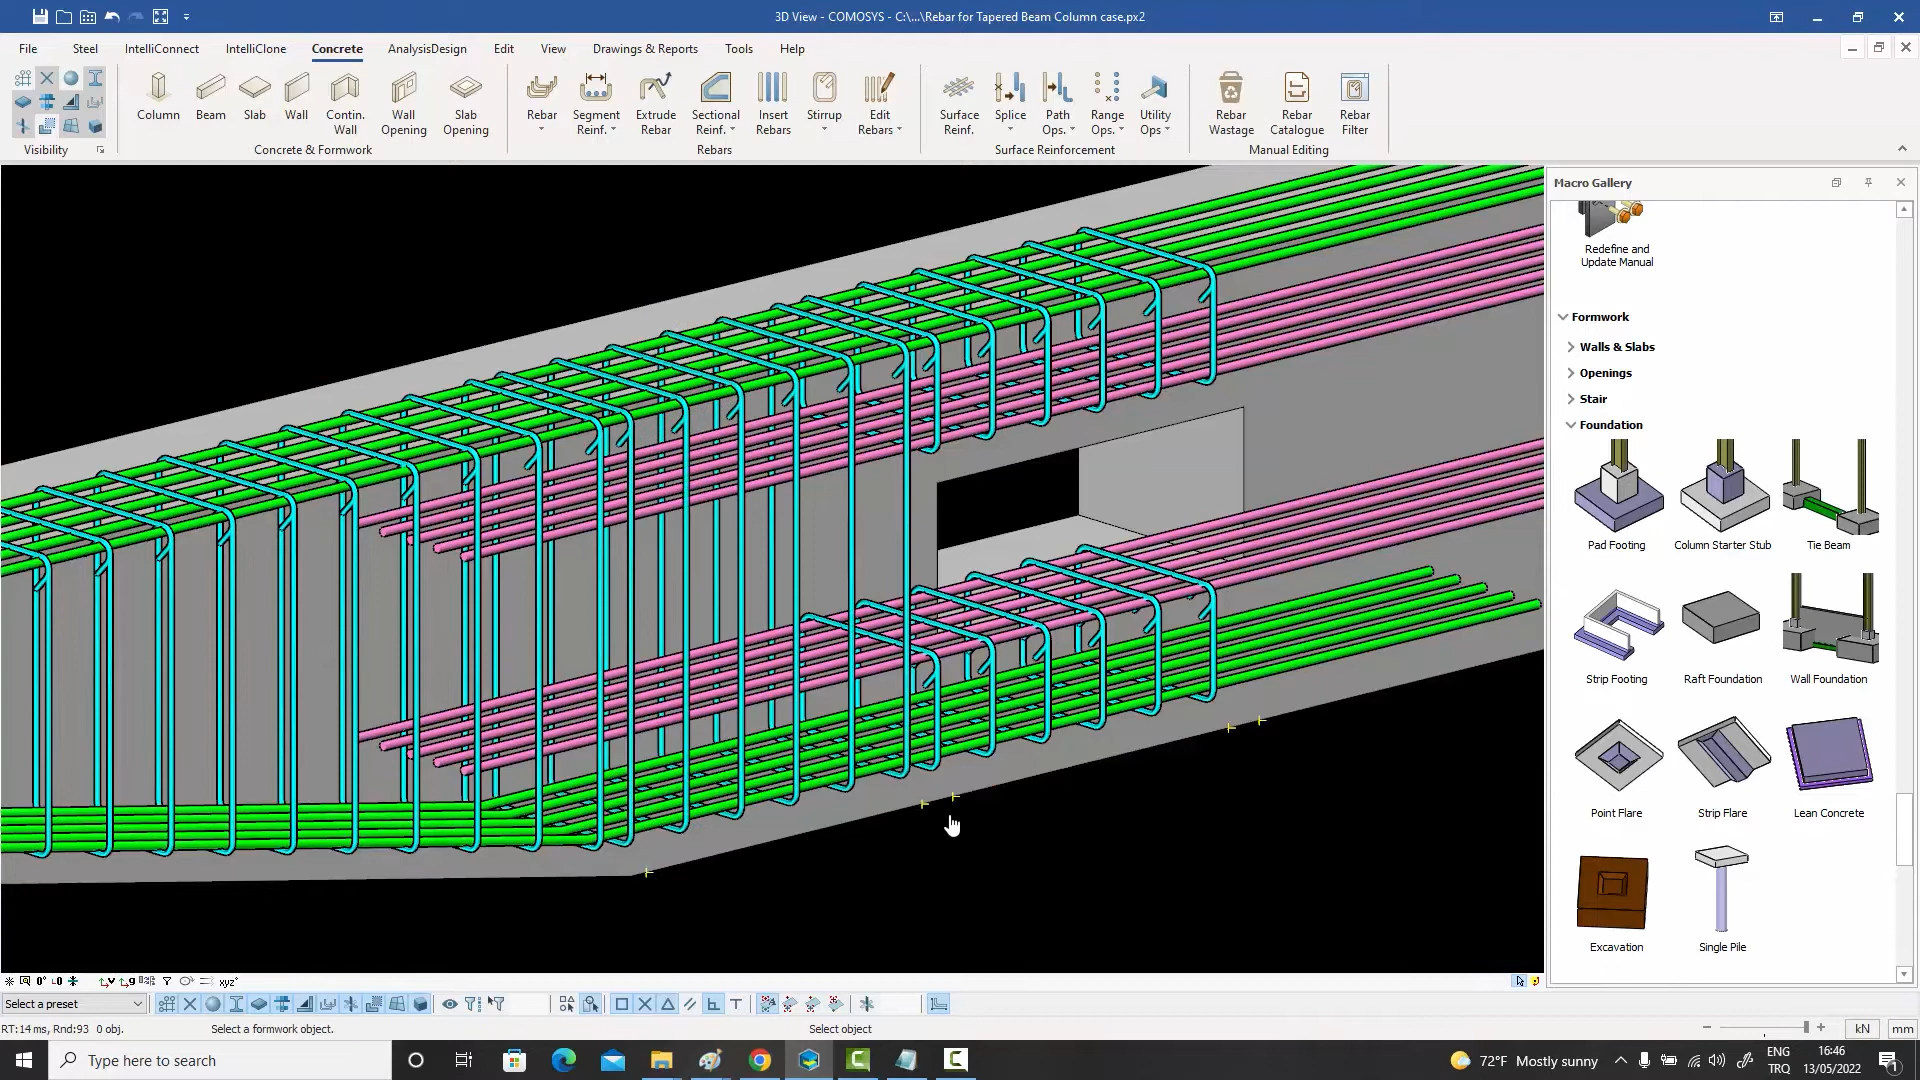 3D View - COMOSYS - C:\...\Rebar for Tapered Beam Column case.px2
File Steel IntelliConnect IntelliClone Concrete AnalysisDesign Edit View Drawings & Reports Tools Help
Column Beam Slab Wall Contin. Wall Wall Opening Slab Opening
Rebar Segment Reinf. Extrude Rebar Sectional Reinf. Insert Rebars Stirrup Edit Rebars
Surface Reinf. Splice Path Ops. Range Ops. Utility Ops
Rebar Wastage Rebar Catalogue Rebar Filter
Visibility Concrete & Formwork Rebars Surface Reinforcement Manual Editing
Macro Gallery
Redefine and
Update Manual
Formwork
Walls & Slabs
Openings
Stair
Foundation
Pad Footing Column Starter Stub Tie Beam
Strip Footing Raft Foundation Wall Foundation
Point Flare Strip Flare Lean Concrete
Excavation Single Pile
xyz
Select a preset
RT:14 ms, Rnd:93 0 obj. Select a formwork object. Select object kN mm
Type here to search
72°F Mostly sunny
ENG
TRQ
16:46
13/05/2022
1